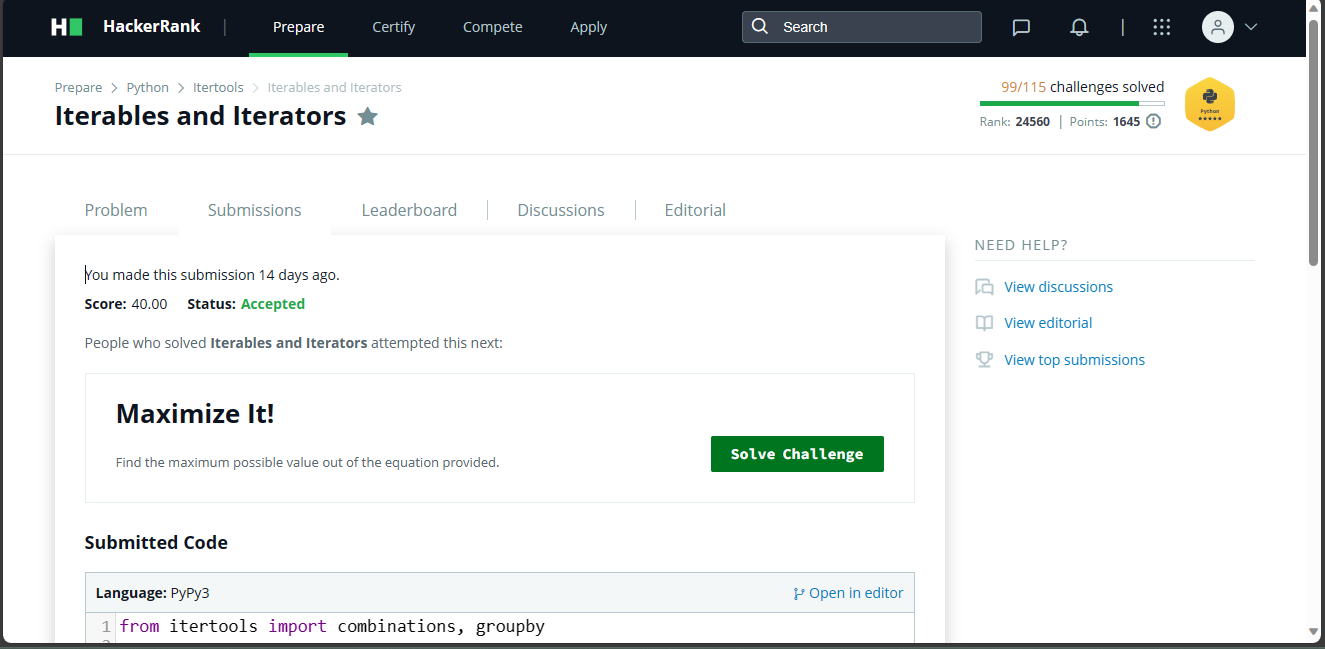 HackerRank | Prepare Certify Compete Apply Search |
Prepare > Python > Itertools > Iterables and Iterators
Iterables and Iterators
99/115 challenges solved
Rank: 24560 | Points: 1645
Python
Problem Submissions Leaderboard Discussions Editorial
You made this submission 14 days ago.
Score: 40.00 Status: Accepted
People who solved Iterables and Iterators attempted this next:
Maximize It!
Find the maximum possible value out of the equation provided.
Solve Challenge
Submitted Code
Language: PyPy3 Open in editor
1 from itertools import combinations, groupby
NEED HELP?
View discussions
View editorial
View top submissions